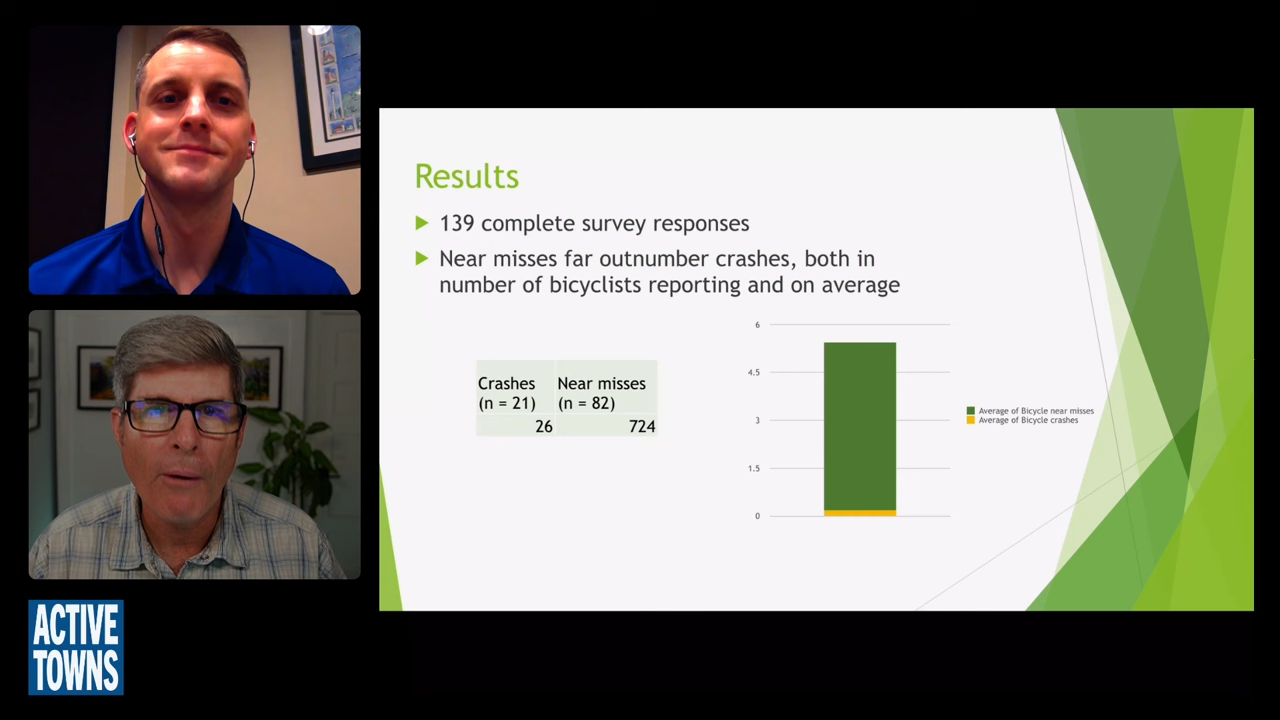 Results
139 complete survey responses
Near misses far outnumber crashes, both in
number of bicyclists reporting and on average
Crashes
(n = 21)
Near misses
(n = 82)
26
724
6
4.5
3
1.5
0
Average of Bicycle near misses
Average of Bicycle crashes
ACTIVE
TOWNS